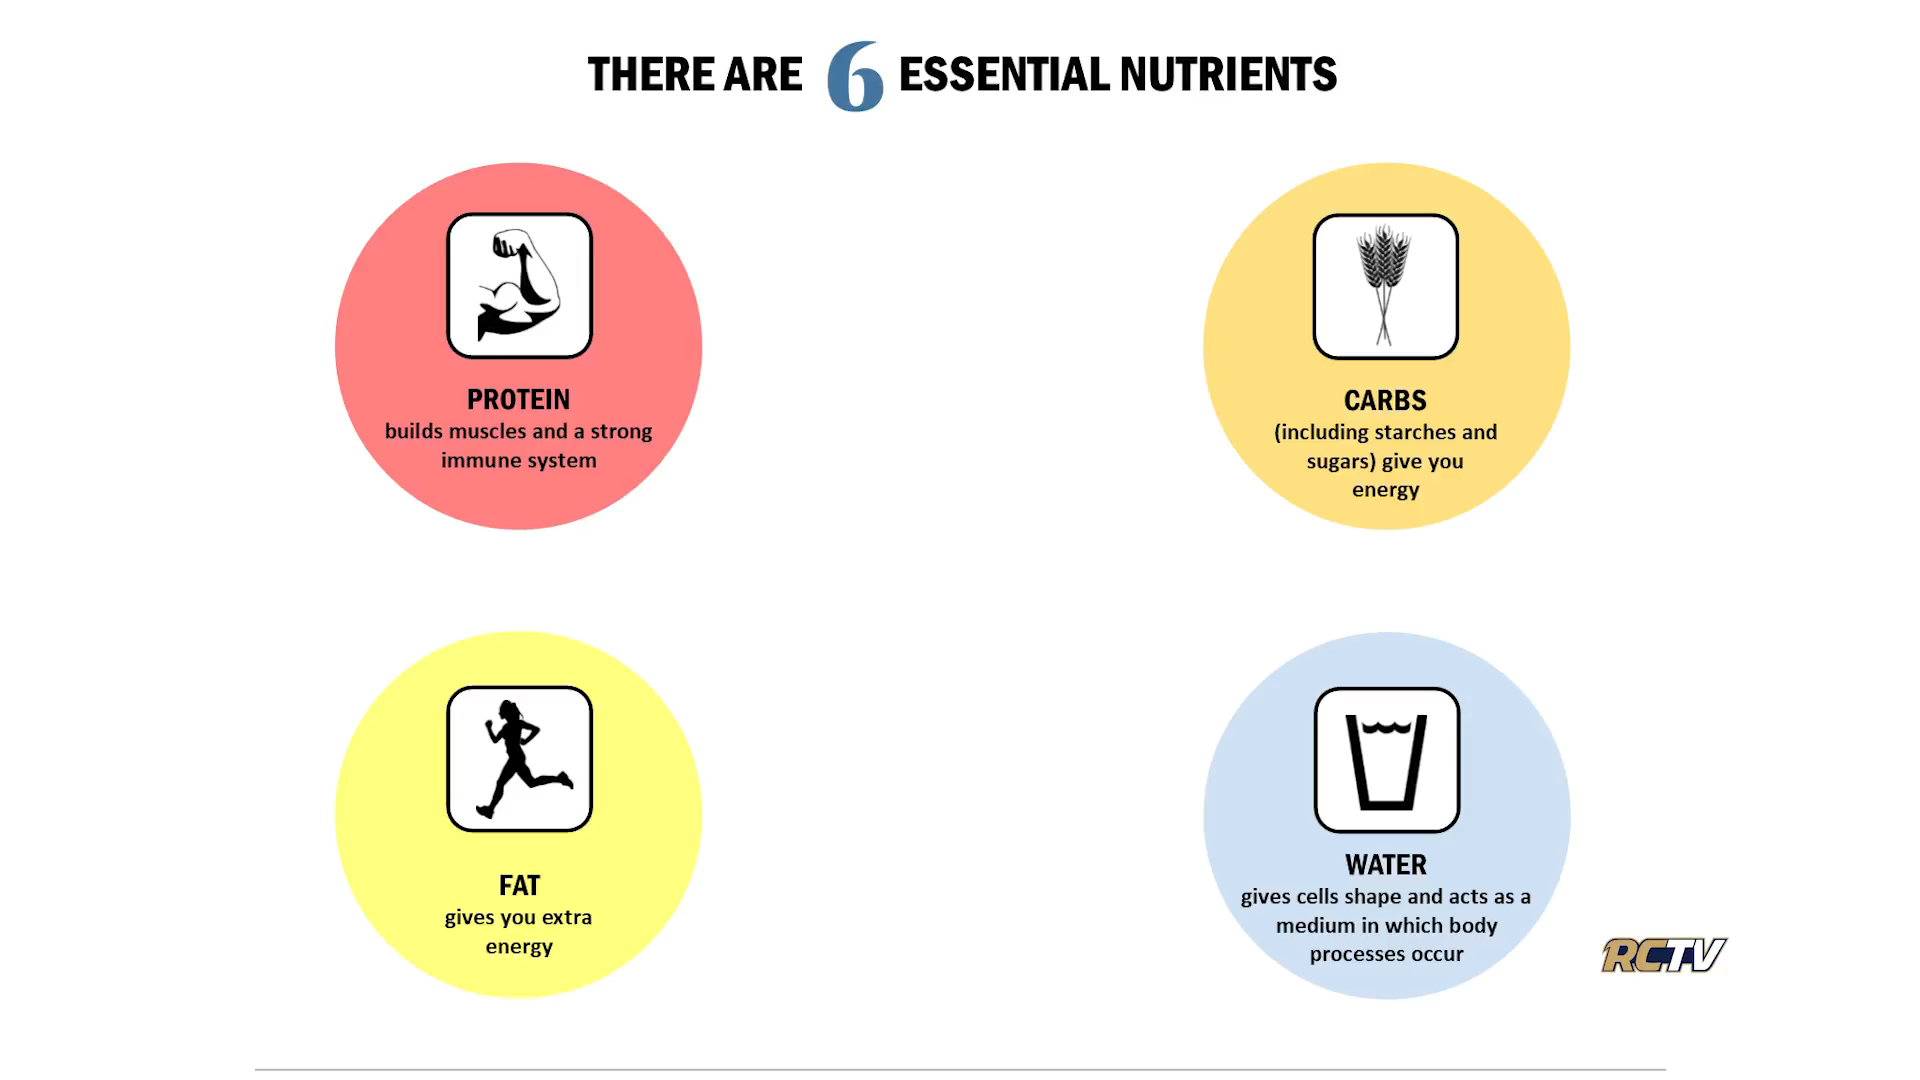 THERE ARE 6 ESSENTIAL NUTRIENTS
PROTEIN
builds muscles and a strong
immune system
CARBS
(including starches and
sugars) give you
energy
FAT
gives you extra
energy
WATER
gives cells shape and acts as a
medium in which body
processes occur
RCTV